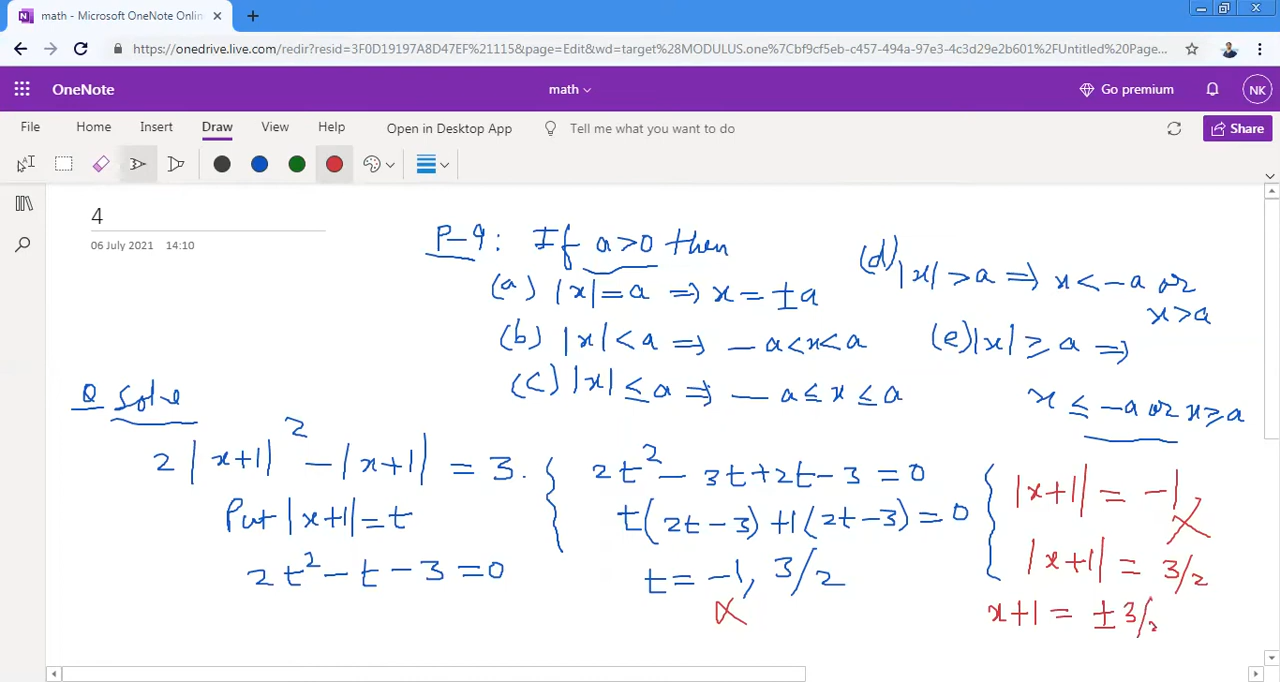 math - Microsoft OneNote Onlin
https://onedrive.live.com/redir?resid=3F0D19197A8D47EF%21115&page=Edit&wd=target%28MODULUS.one%7Cbf9cf5eb-c457-494a-97e3-4c3d29e2b601%2FUntitled%20Page...
OneNote
math
Go premium
NK
File Home Insert Draw View Help Open in Desktop App Tell me what you want to do
Share
4
06 July 2021 14:10
P-9: If a>0 then
(a) |x|=a ⇒ x = ±a
(b) |x|<a ⇒ -a<x<a
(c) |x| ≤ a ⇒ -a ≤ x ≤ a
(d) |x| > a ⇒ x < -a or
x > a
(e) |x| ≥ a ⇒
x ≤ -a or x ≥ a
Q Solve
2|x+1|² - |x+1| = 3.
Put |x+1| = t
2t² - t - 3 = 0
2t² - 3t + 2t - 3 = 0
t(2t-3) + 1(2t-3) = 0
t = -1, 3/2
|x+1| = -1
|x+1| = 3/2
x+1 = ± 3/2